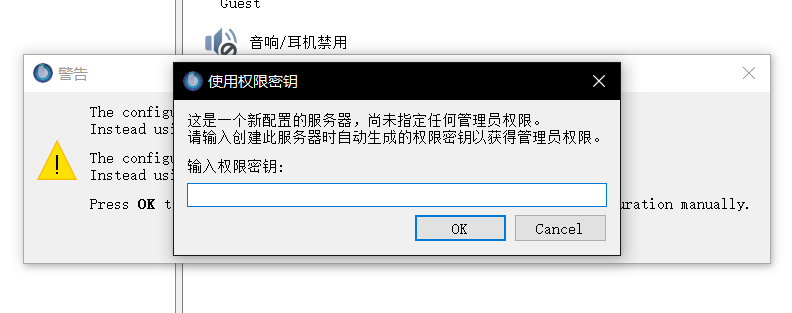 Guest
音响/耳机禁用
警告
使用权限密钥
The configu
Instead usi
The configu
Instead usi
Press OK t
uration manually.
这是一个新配置的服务器，尚未指定任何管理员权限。
请输入创建此服务器时自动生成的权限密钥以获得管理员权限。
输入权限密钥:
OK
Cancel